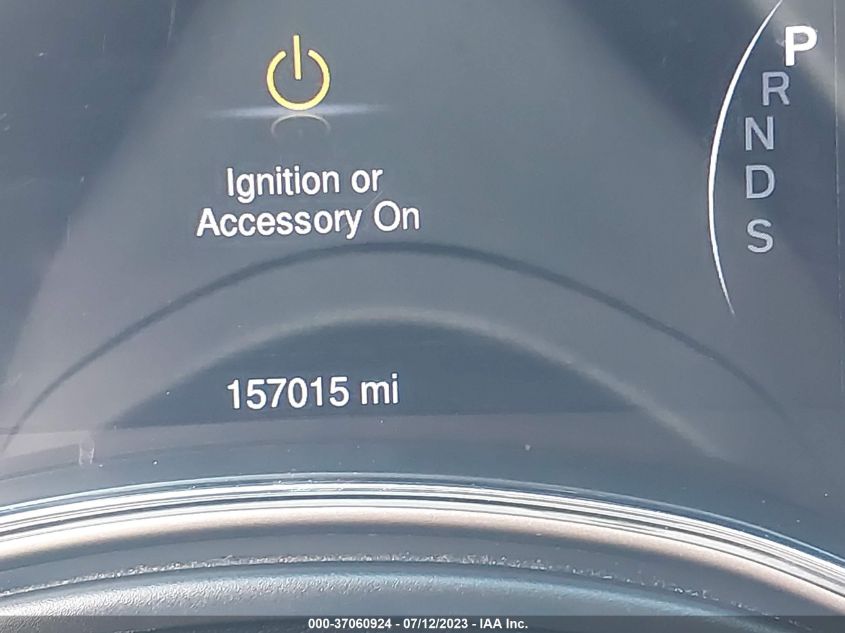 P
R
N
D
S
Ignition or
Accessory On
157015 mi
000-37060924 - 07/12/2023 - IAA Inc.